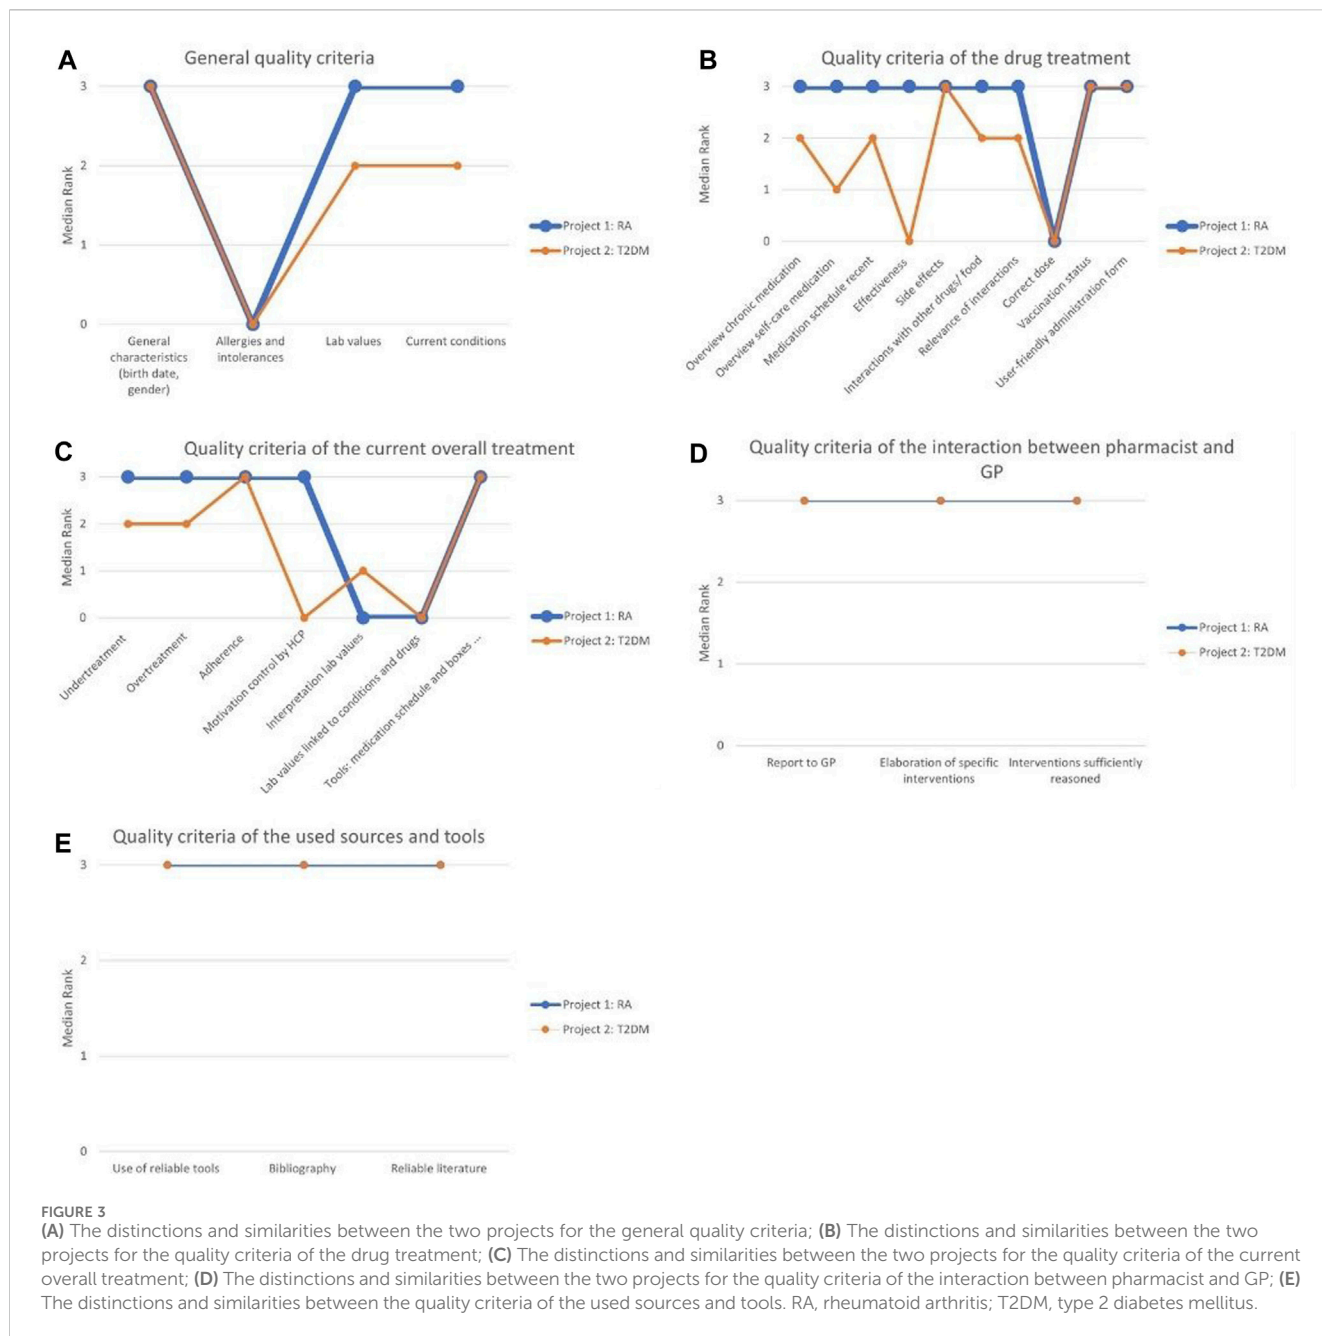 A
General quality criteria
3
2
1
0
Median Rank
General characteristics (birth date, gender)
Allergies and intolerances
Lab values
Current conditions
Project 1: RA
Project 2: T2DM
B
Quality criteria of the drug treatment
3
2
1
0
Median Rank
Overview chronic medication
Overview self-care medication
Medication schedule recent
Effectiveness
Side effects
Interactions with other drugs/ food
Relevance of interactions
Correct dose
Vaccination status
User-friendly administration form
Project 1: RA
Project 2: T2DM
C
Quality criteria of the current overall treatment
3
2
1
0
Median Rank
Undertreatment
Overtreatment
Adherence
Motivation control by HCP
Interpretation lab values
Lab values linked to conditions and drugs
Tools: medication schedule and boxes ...
Project 1: RA
Project 2: T2DM
D
Quality criteria of the interaction between pharmacist and
GP
3
2
1
0
Median Rank
Report to GP
Elaboration of specific interventions
Interventions sufficiently reasoned
Project 1: RA
Project 2: T2DM
E
Quality criteria of the used sources and tools
3
2
1
0
Median Rank
Use of reliable tools
Bibliography
Reliable literature
Project 1: RA
Project 2: T2DM
FIGURE 3
(A) The distinctions and similarities between the two projects for the general quality criteria; (B) The distinctions and similarities between the two
projects for the quality criteria of the drug treatment; (C) The distinctions and similarities between the two projects for the quality criteria of the current
overall treatment; (D) The distinctions and similarities between the two projects for the quality criteria of the interaction between pharmacist and GP; (E)
The distinctions and similarities between the quality criteria of the used sources and tools. RA, rheumatoid arthritis; T2DM, type 2 diabetes mellitus.